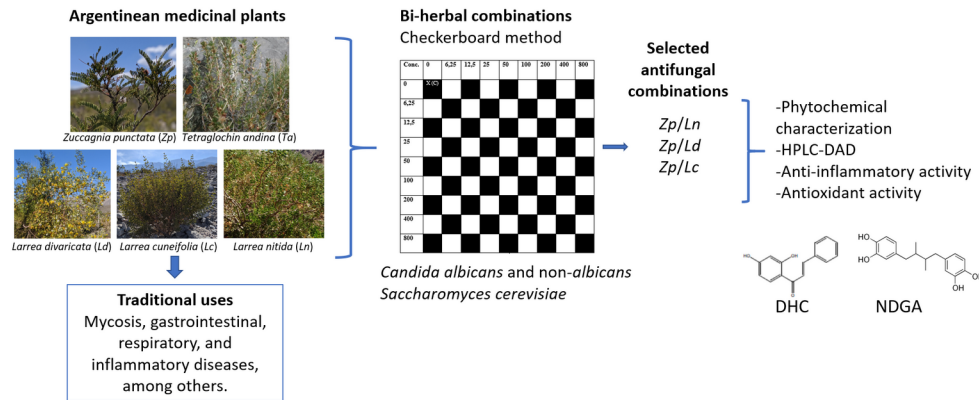 Argentinean medicinal plants
Zuccagnia punctata (Zp)
Tetraglochin andina (Ta)
Larrea divaricata (Ld)
Larrea cuneifolia (Lc)
Larrea nitida (Ln)
Traditional uses
Mycosis, gastrointestinal,
respiratory, and
inflammatory diseases,
among others.
Bi-herbal combinations
Checkerboard method
Conc. 0 6,25 12,5 25 50 100 200 400 800
0 X (C)
6,25
12,5
25
50
100
200
400
800
Candida albicans and non-albicans
Saccharomyces cerevisiae
Selected
antifungal
combinations
Zp/Ln
Zp/Ld
Zp/Lc
-Phytochemical
characterization
-HPLC-DAD
-Anti-inflammatory activity
-Antioxidant activity
HO
OH
O
DHC
HO
HO
OH
OH
NDGA